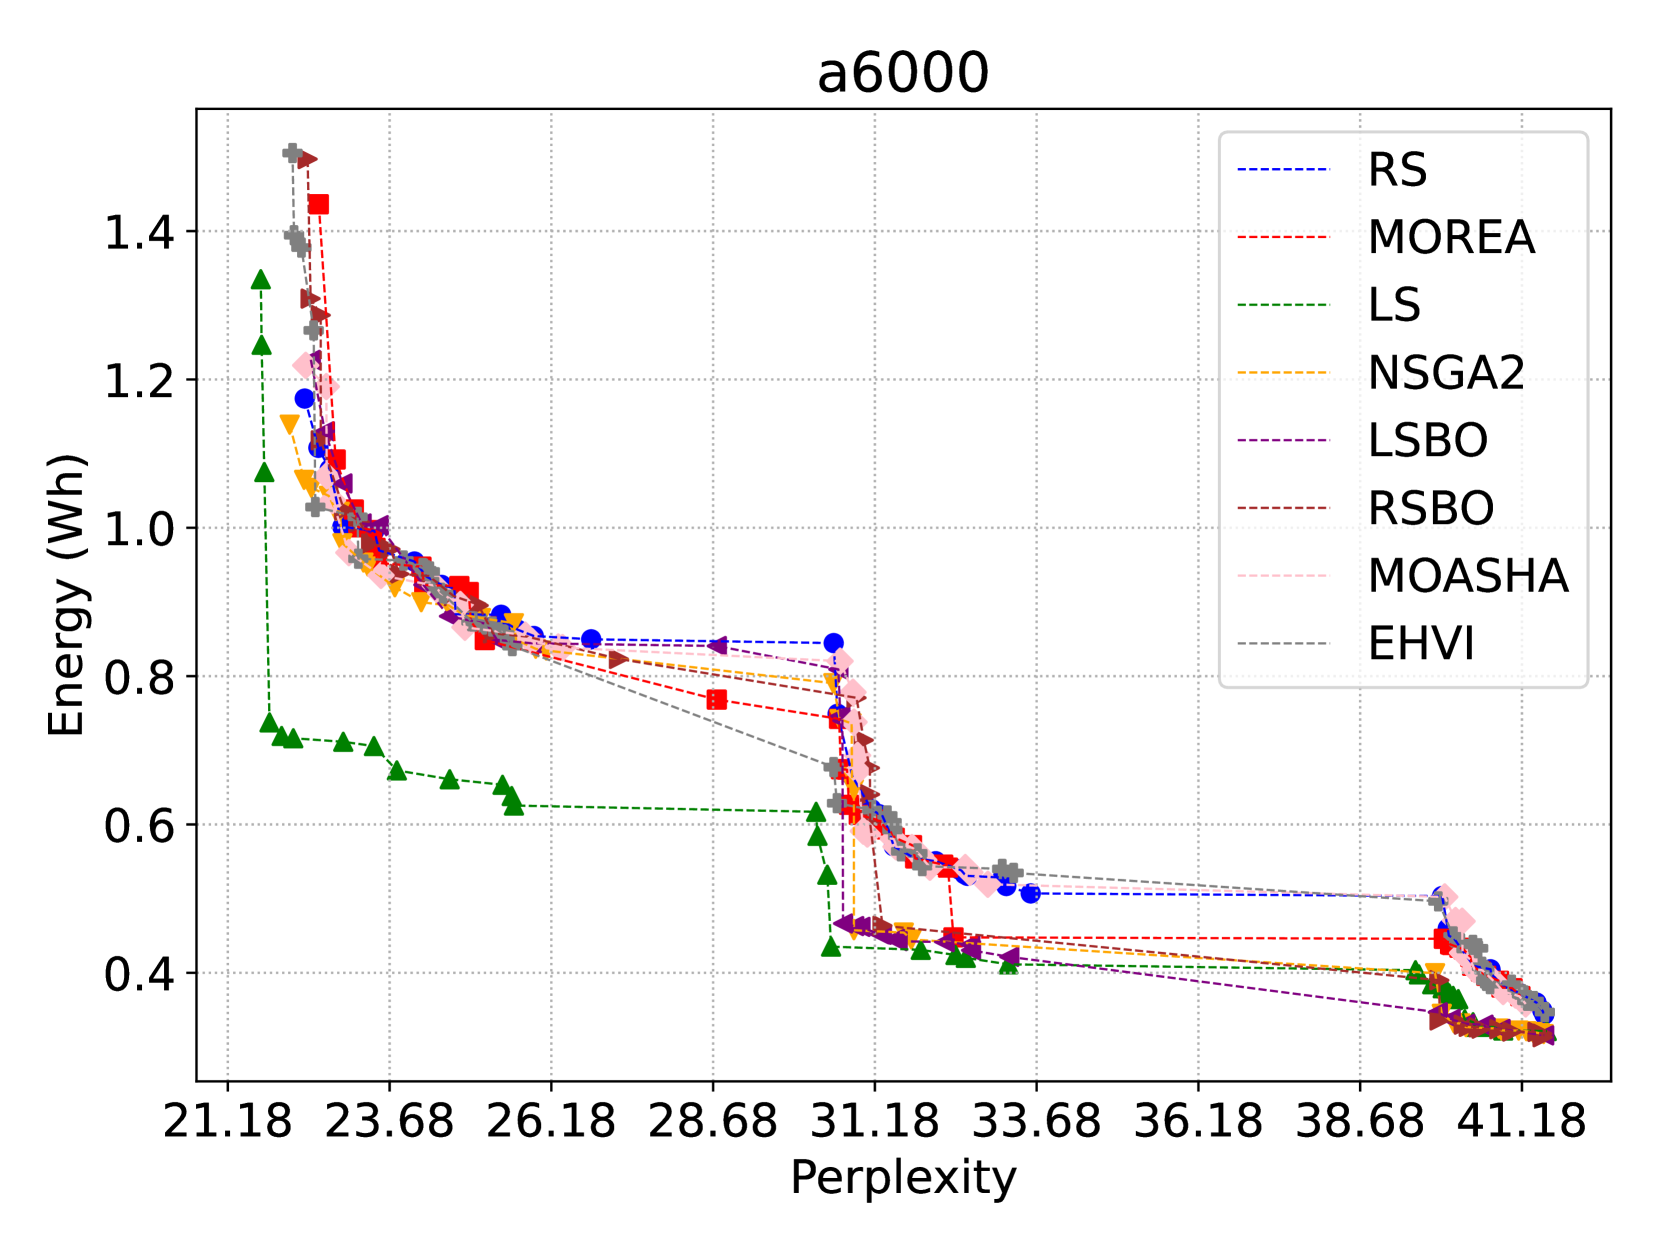 a6000
RS
MOREA
LS
NSGA2
LSBO
RSBO
MOASHA
EHVI
Energy (Wh)
1.4
1.2
1.0
0.8
0.6
0.4
21.18 23.68 26.18 28.68 31.18 33.68 36.18 38.68 41.18
Perplexity